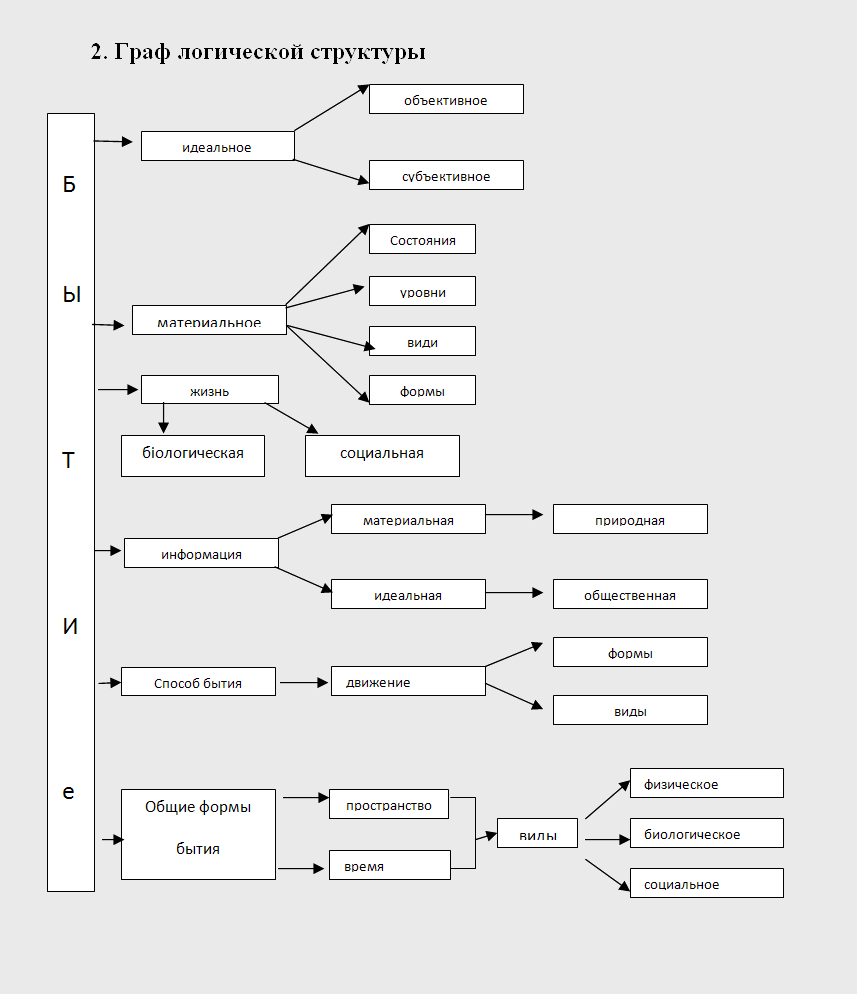 2. Граф логической структуры
Б
Ы
Т
И
е
идеальное
объективное
субъективное
материальное
Состояния
уровни
види
формы
жизнь
біологическая
социальная
информация
материальная
природная
идеальная
общественная
Способ бытия
движение
формы
виды
Общие формы
бытия
пространство
время
виды
физическое
биологическое
социальное